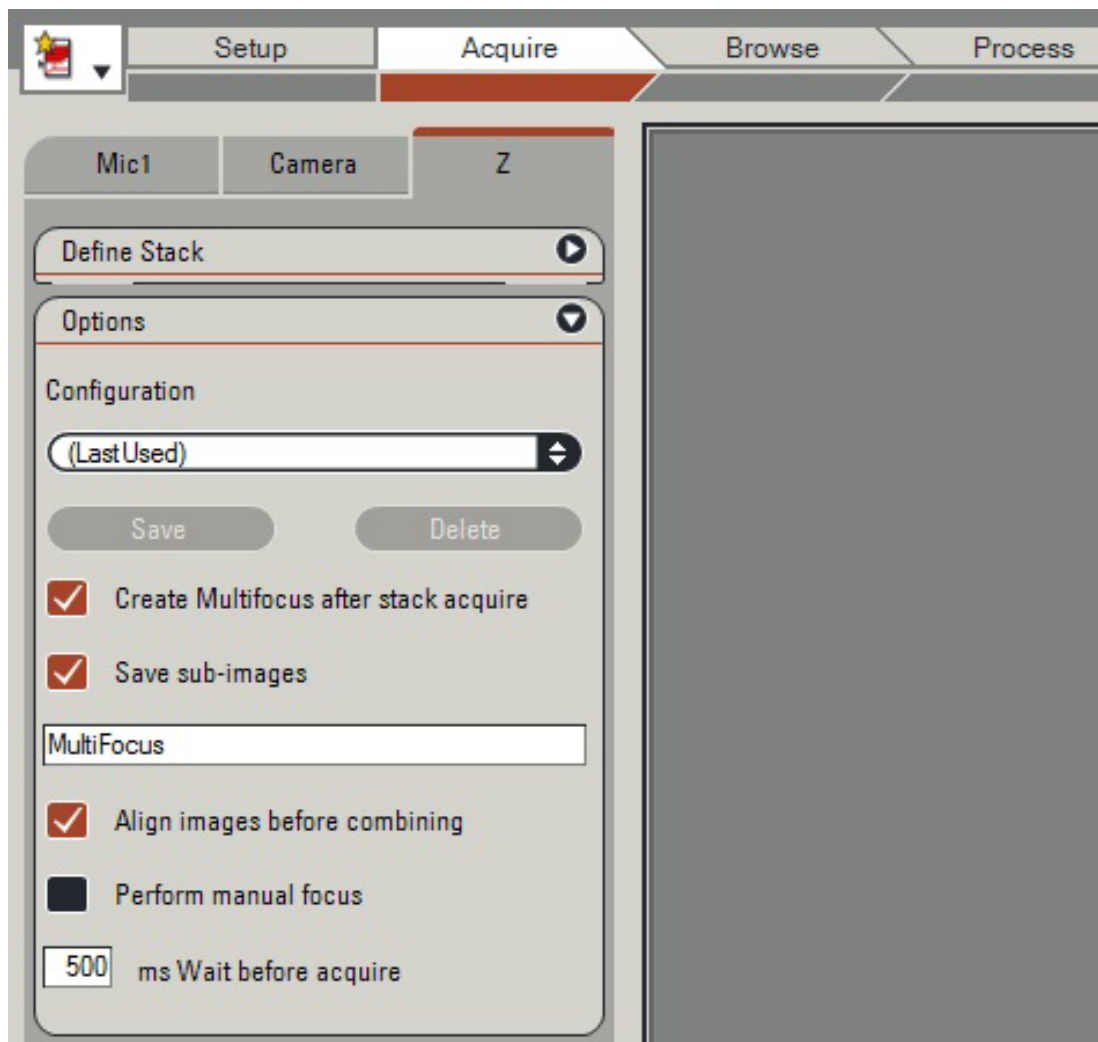 Setup Acquire Browse Process
Mic1 Camera Z
Define Stack
Options
Configuration
(LastUsed)
Save Delete
Create Multifocus after stack acquire
Save sub-images
MultiFocus
Align images before combining
Perform manual focus
500 ms Wait before acquire